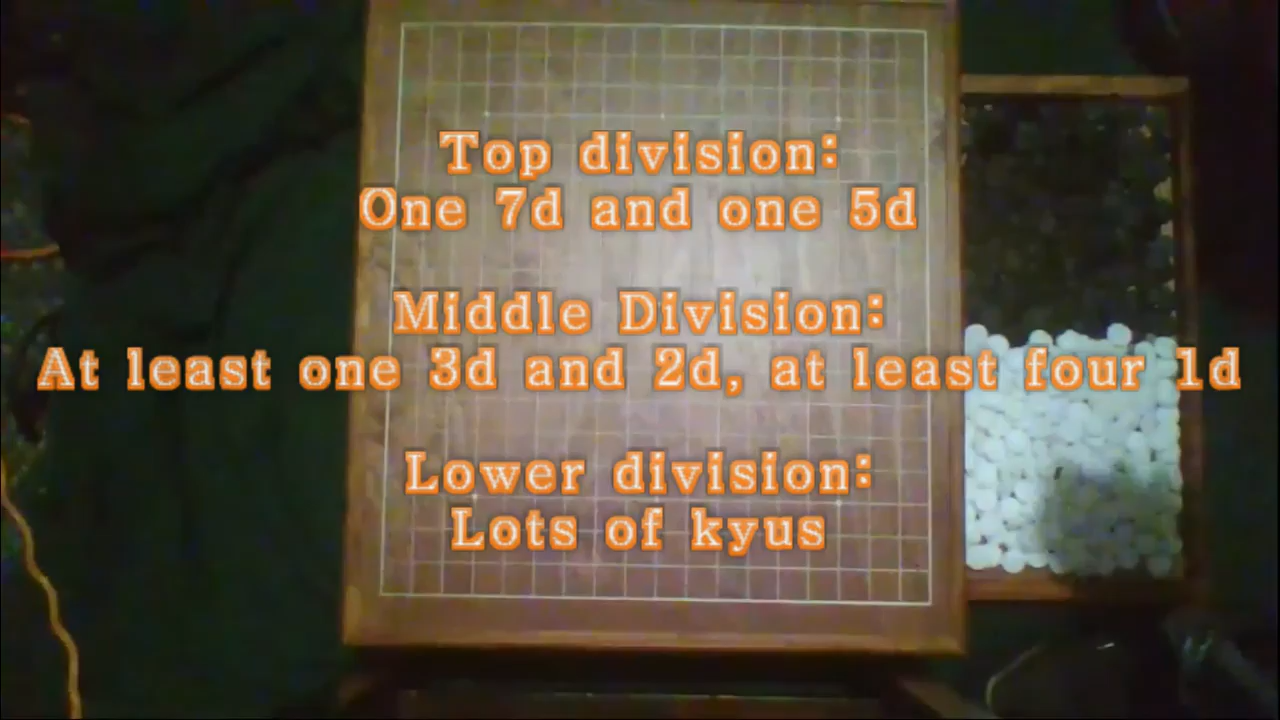 Top division:
One 7d and one 5d
Middle Division:
At least one 3d and 2d, at least four 1d
Lower division:
Lots of kyus